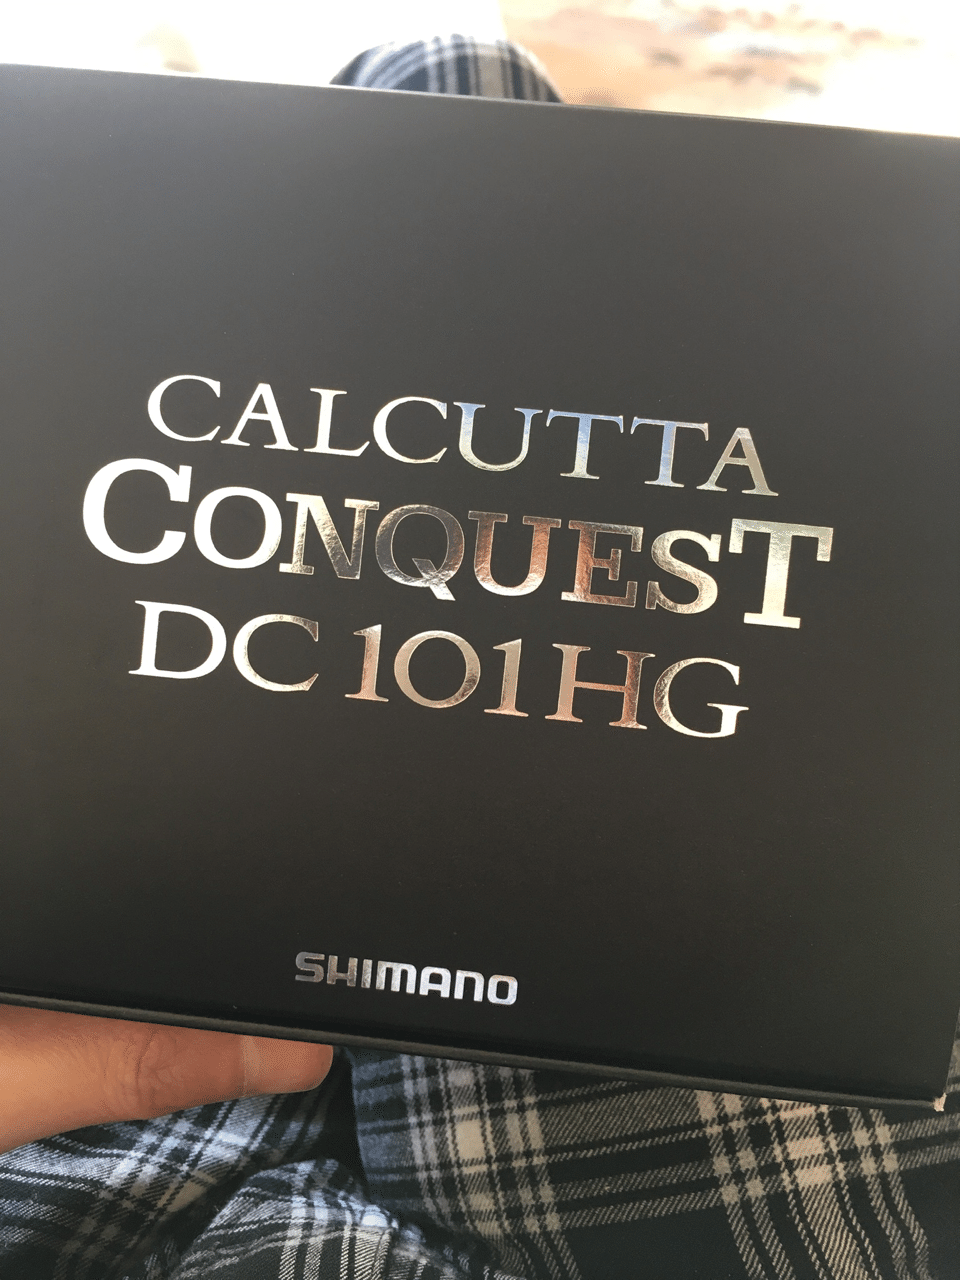 CALCUTTA
CONQUEST
DC 101HG
SHIMANO